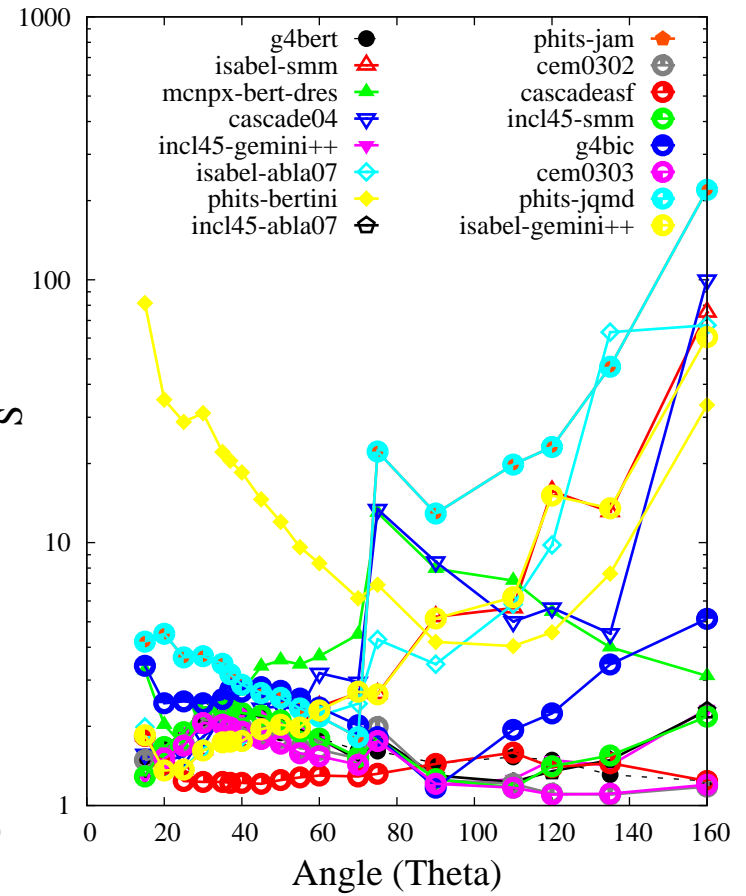 1000
g4bert
phits-jam
isabel-smm
cem0302
mcnpx-bert-dres
cascadeasf
cascade04
incl45-smm
incl45-gemini++
g4bic
isabel-abla07
cem0303
phits-bertini
phits-jqmd
incl45-abla07
isabel-gemini++
100
S
10
1
0 20 40 60 80 100 120 140 160
Angle (Theta)